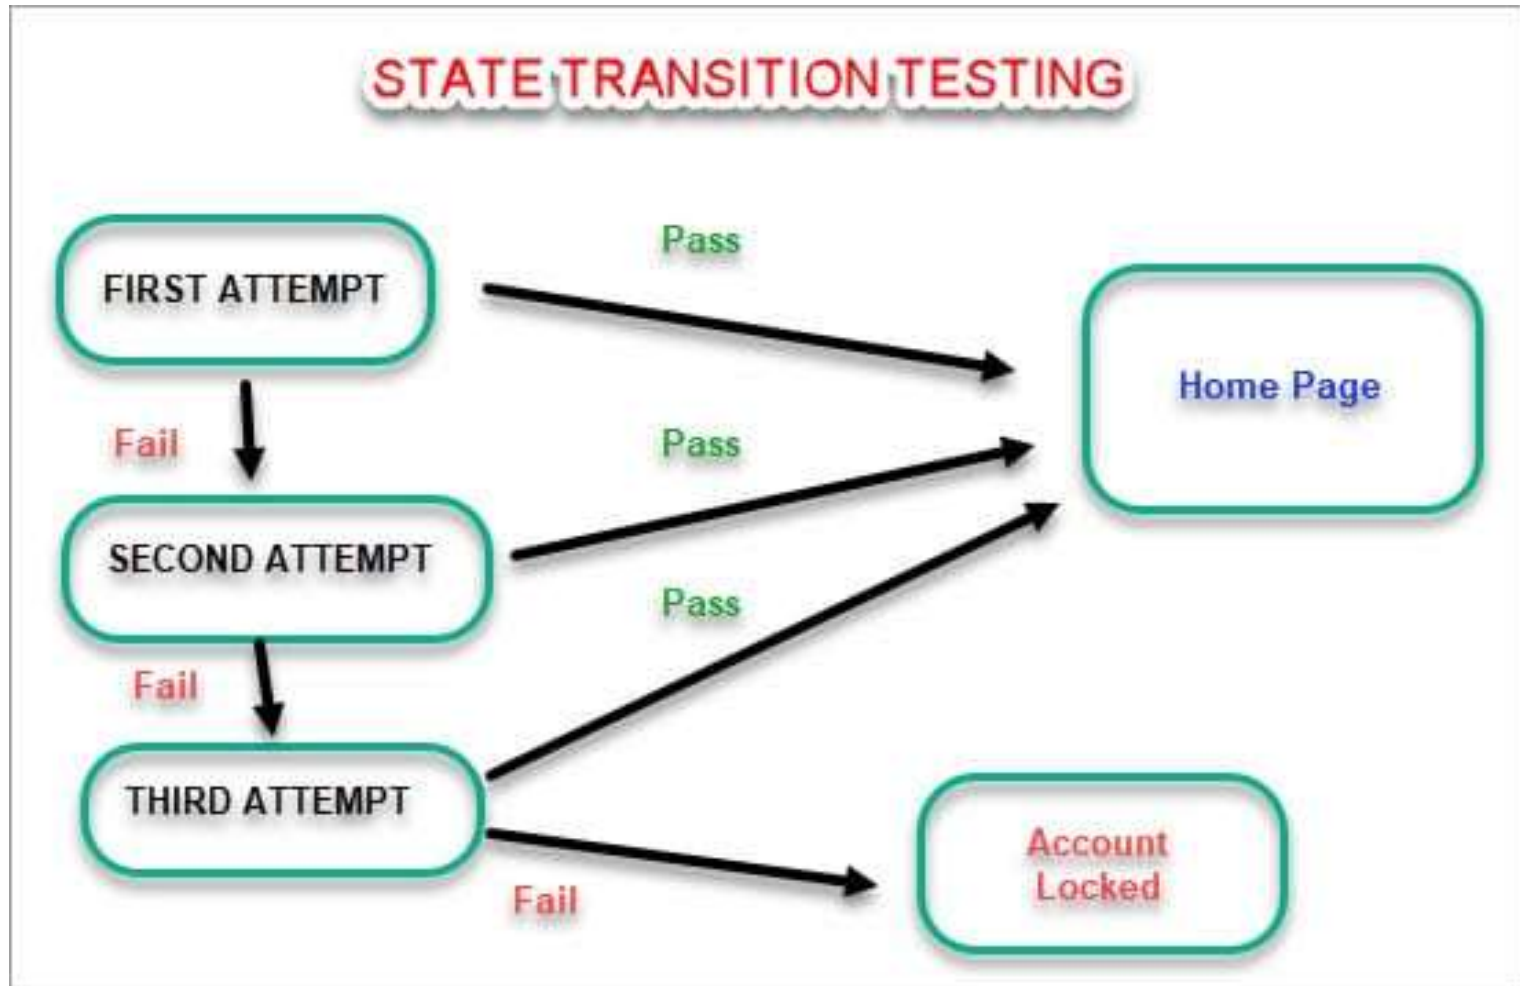 STATE TRANSITION TESTING
FIRST ATTEMPT
Pass
Home Page
Fail
Pass
SECOND ATTEMPT
Pass
Fail
THIRD ATTEMPT
Fail
Account
Locked